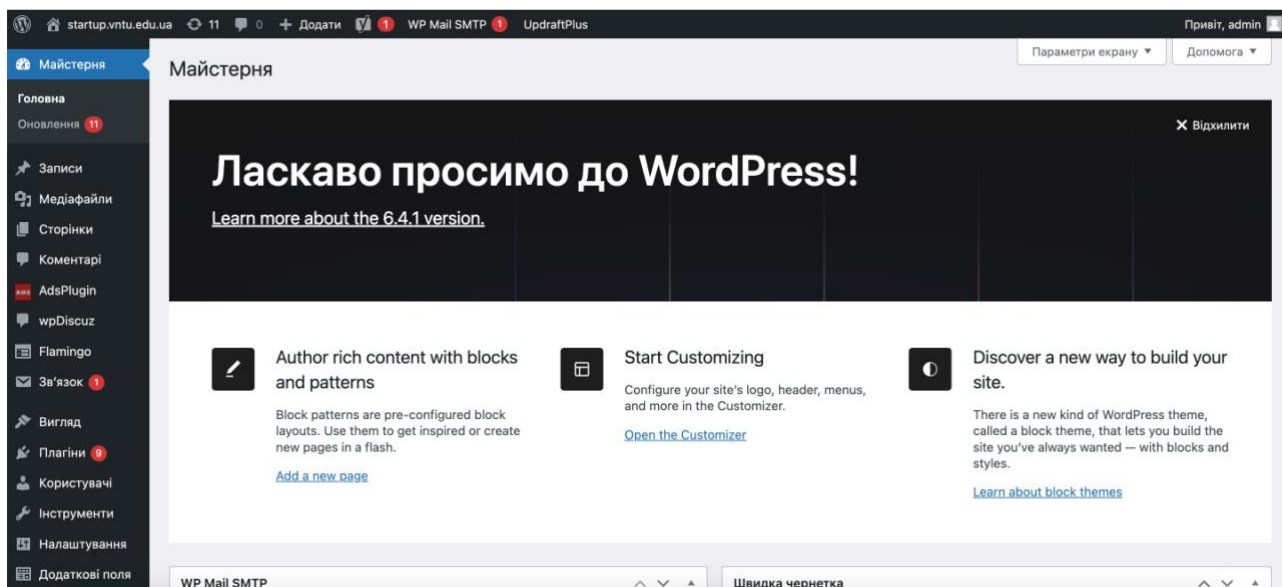 startup.vntu.edu.ua 11 0 + Додати 1 WP Mail SMTP 1 UpdraftPlus Привіт, admin
Майстерня
Головна
Оновлення 11
Записи
Медіафайли
Сторінки
Коментарі
AdsPlugin
wpDiscuz
Flamingo
Зв'язок 1
Вигляд
Плагіни 9
Користувачі
Інструменти
Налаштування
Додаткові поля
Параметри екрану ▼ Допомога ▼
Майстерня
Відхилити
Ласкаво просимо до WordPress!
Learn more about the 6.4.1 version.
Author rich content with blocks
and patterns
Block patterns are pre-configured block
layouts. Use them to get inspired or create
new pages in a flash.
Add a new page
Start Customizing
Configure your site's logo, header, menus,
and more in the Customizer.
Open the Customizer
Discover a new way to build your
site.
There is a new kind of WordPress theme,
called a block theme, that lets you build the
site you've always wanted — with blocks and
styles.
Learn about block themes
WP Mail SMTP
Швидка чернетка